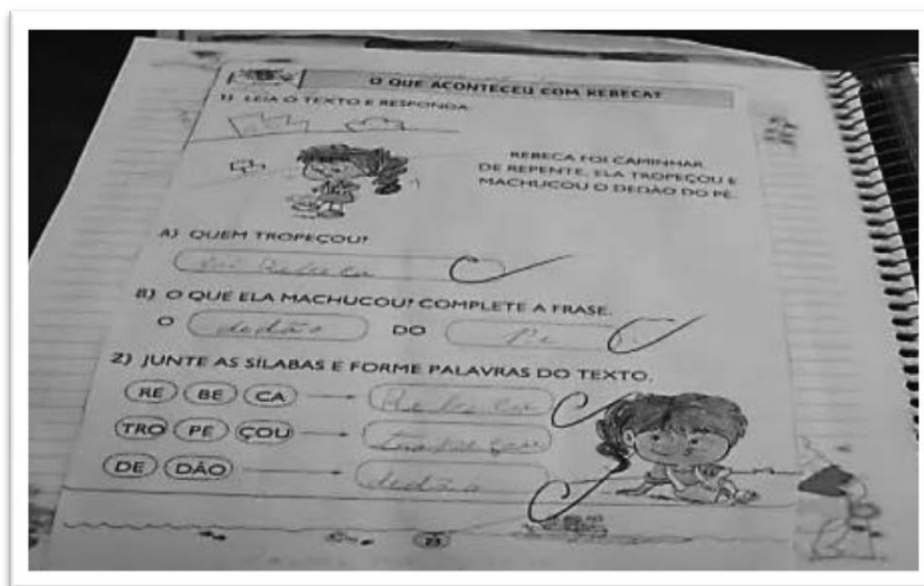 O QUE ACONTECEU COM REBECA?
1) LEIA O TEXTO E RESPONDA.
REBECA FOI CAMINHAR.
DE REPENTE, ELA TROPEÇOU E
MACHUCOU O DEDÃO DO PÉ.
A) QUEM TROPEÇOU?
Rebeca
B) O QUE ELA MACHUCOU? COMPLETE A FRASE.
O dedão DO pé
2) JUNTE AS SÍLABAS E FORME PALAVRAS DO TEXTO.
RE BE CA Rebeca
TRO PE ÇOU
DE DÃO dedão
23